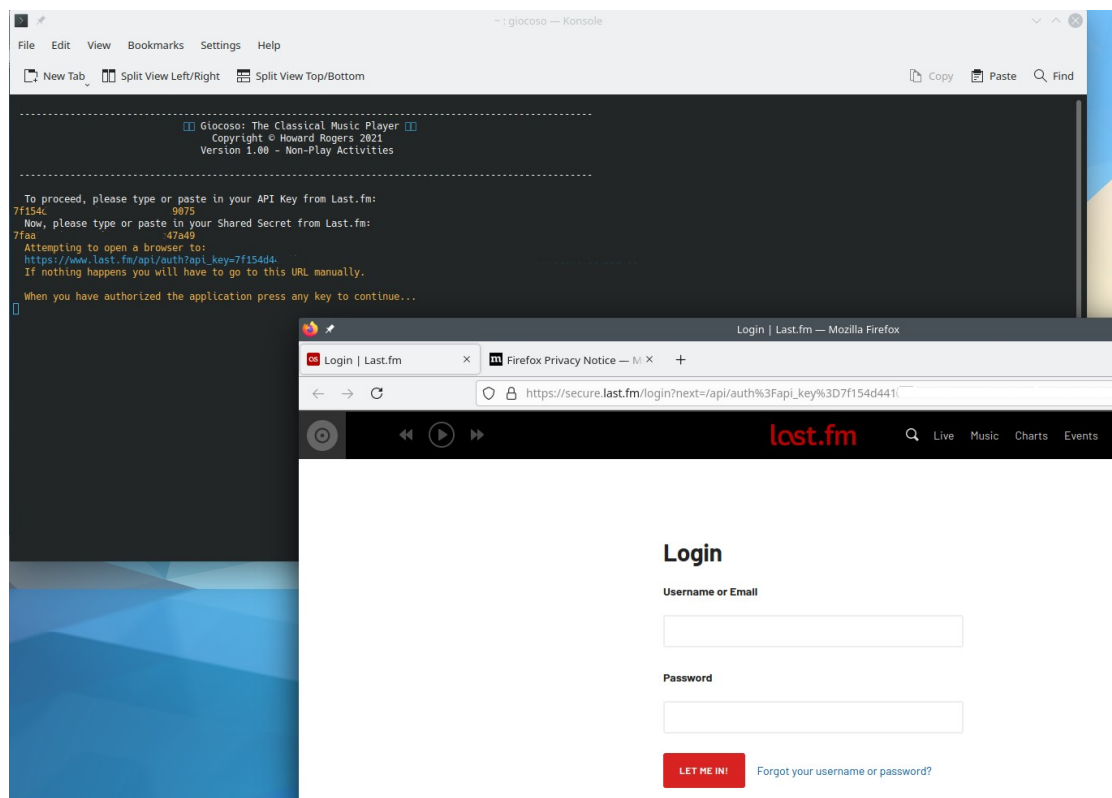 ~ : giocoso — Konsole
File Edit View Bookmarks Settings Help
New Tab Split View Left/Right Split View Top/Bottom Copy Paste Find
Giocoso: The Classical Music Player
Copyright © Howard Rogers 2021
Version 1.00 - Non-Play Activities
To proceed, please type or paste in your API Key from Last.fm:
7f154c 9075
Now, please type or paste in your Shared Secret from Last.fm:
7faa 47a49
Attempting to open a browser to:
https://www.last.fm/api/auth?api_key=7f154d4
If nothing happens you will have to go to this URL manually.
When you have authorized the application press any key to continue...
Login | Last.fm — Mozilla Firefox
Login | Last.fm
Firefox Privacy Notice — M
https://secure.last.fm/login?next=/api/auth%3Fapi_key%3D7f154d441
last.fm Live Music Charts Events
Login
Username or Email
Password
LET ME IN! Forgot your username or password?